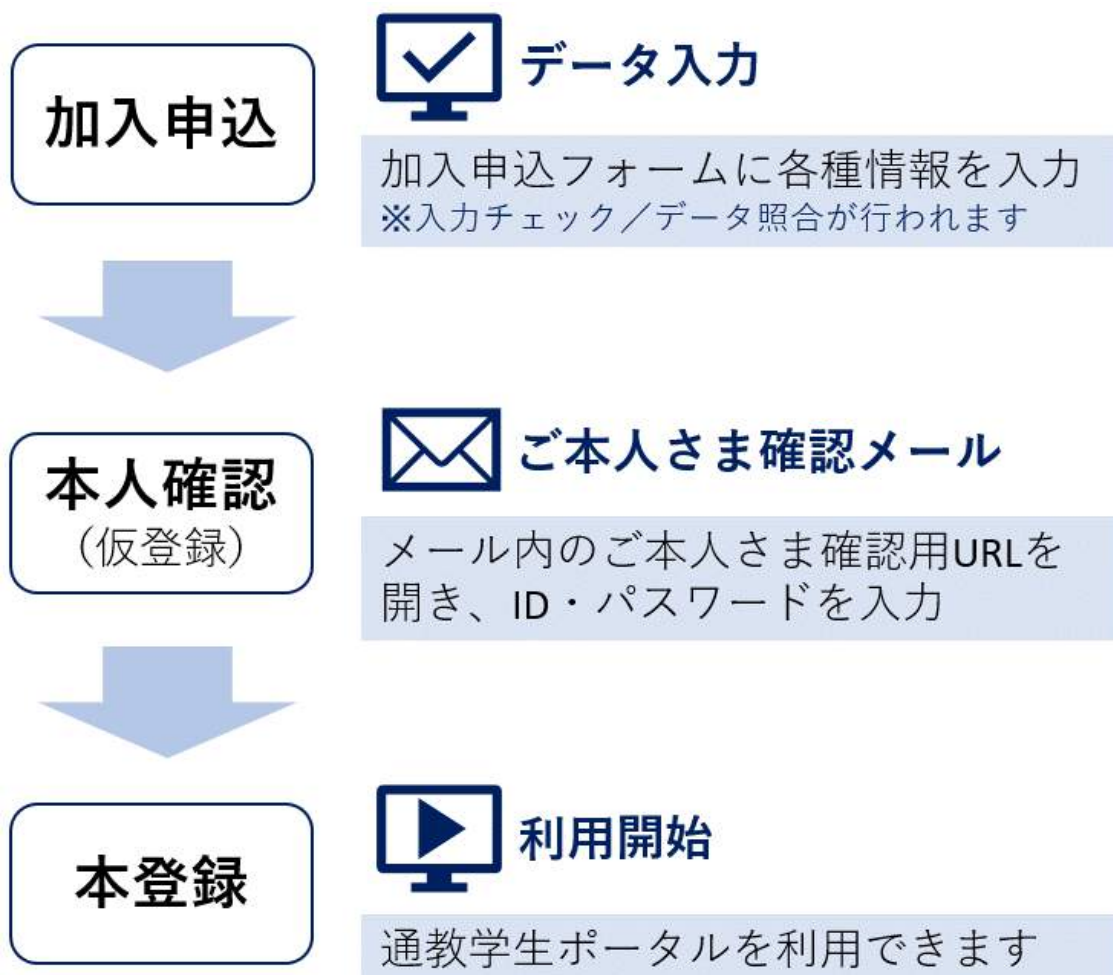 加入申込
データ入力
加入申込フォームに各種情報を入力
※入力チェック／データ照合が行われます
本人確認
（仮登録）
ご本人さま確認メール
メール内のご本人さま確認用URLを
開き、ID・パスワードを入力
本登録
利用開始
通教学生ポータルを利用できます